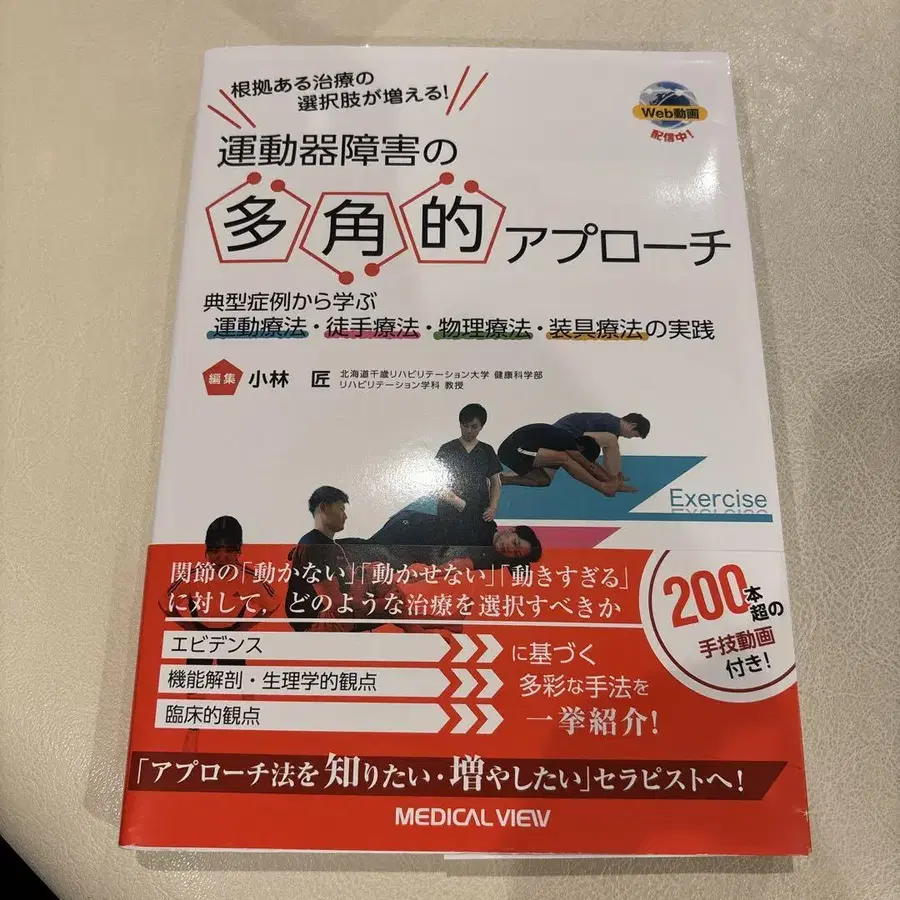 根拠ある治療の
選択肢が増える!
Web動画
配信中!
運動器障害の
多角的アプローチ
典型症例から学ぶ
運動療法・徒手療法・物理療法・装具療法の実践
編集 小林 匠 北海道千歳リハビリテーション大学 健康科学部
リハビリテーション学科 教授
Exercise
関節の「動かない」「動かせない」「動きすぎる」
に対して,どのような治療を選択すべきか
エビデンス
機能解剖・生理学的観点
臨床的観点
に基づく
多彩な手法を
一挙紹介!
200本超の
手技動画
付き!
「アプローチ法を知りたい・増やしたい」セラピストへ!
MEDICAL VIEW